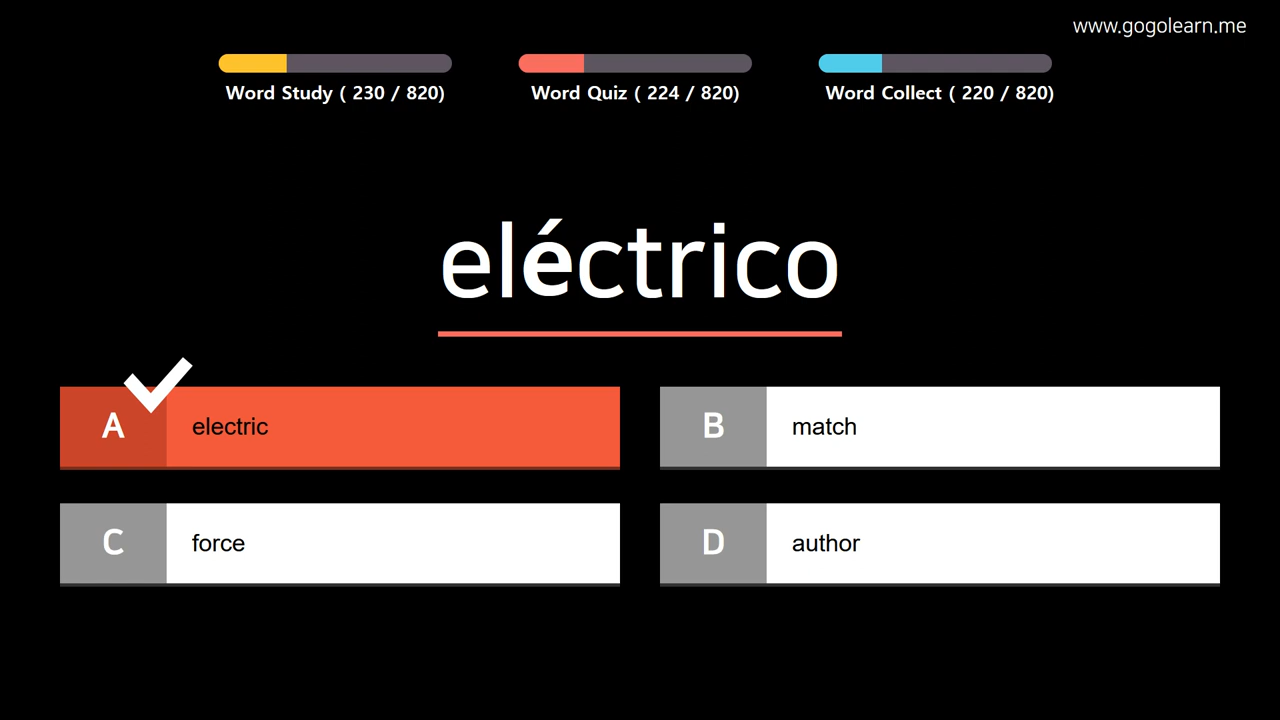 www.gogolearn.me
Word Study ( 230 / 820)
Word Quiz ( 224 / 820)
Word Collect ( 220 / 820)
eléctrico
A electric
B match
C force
D author